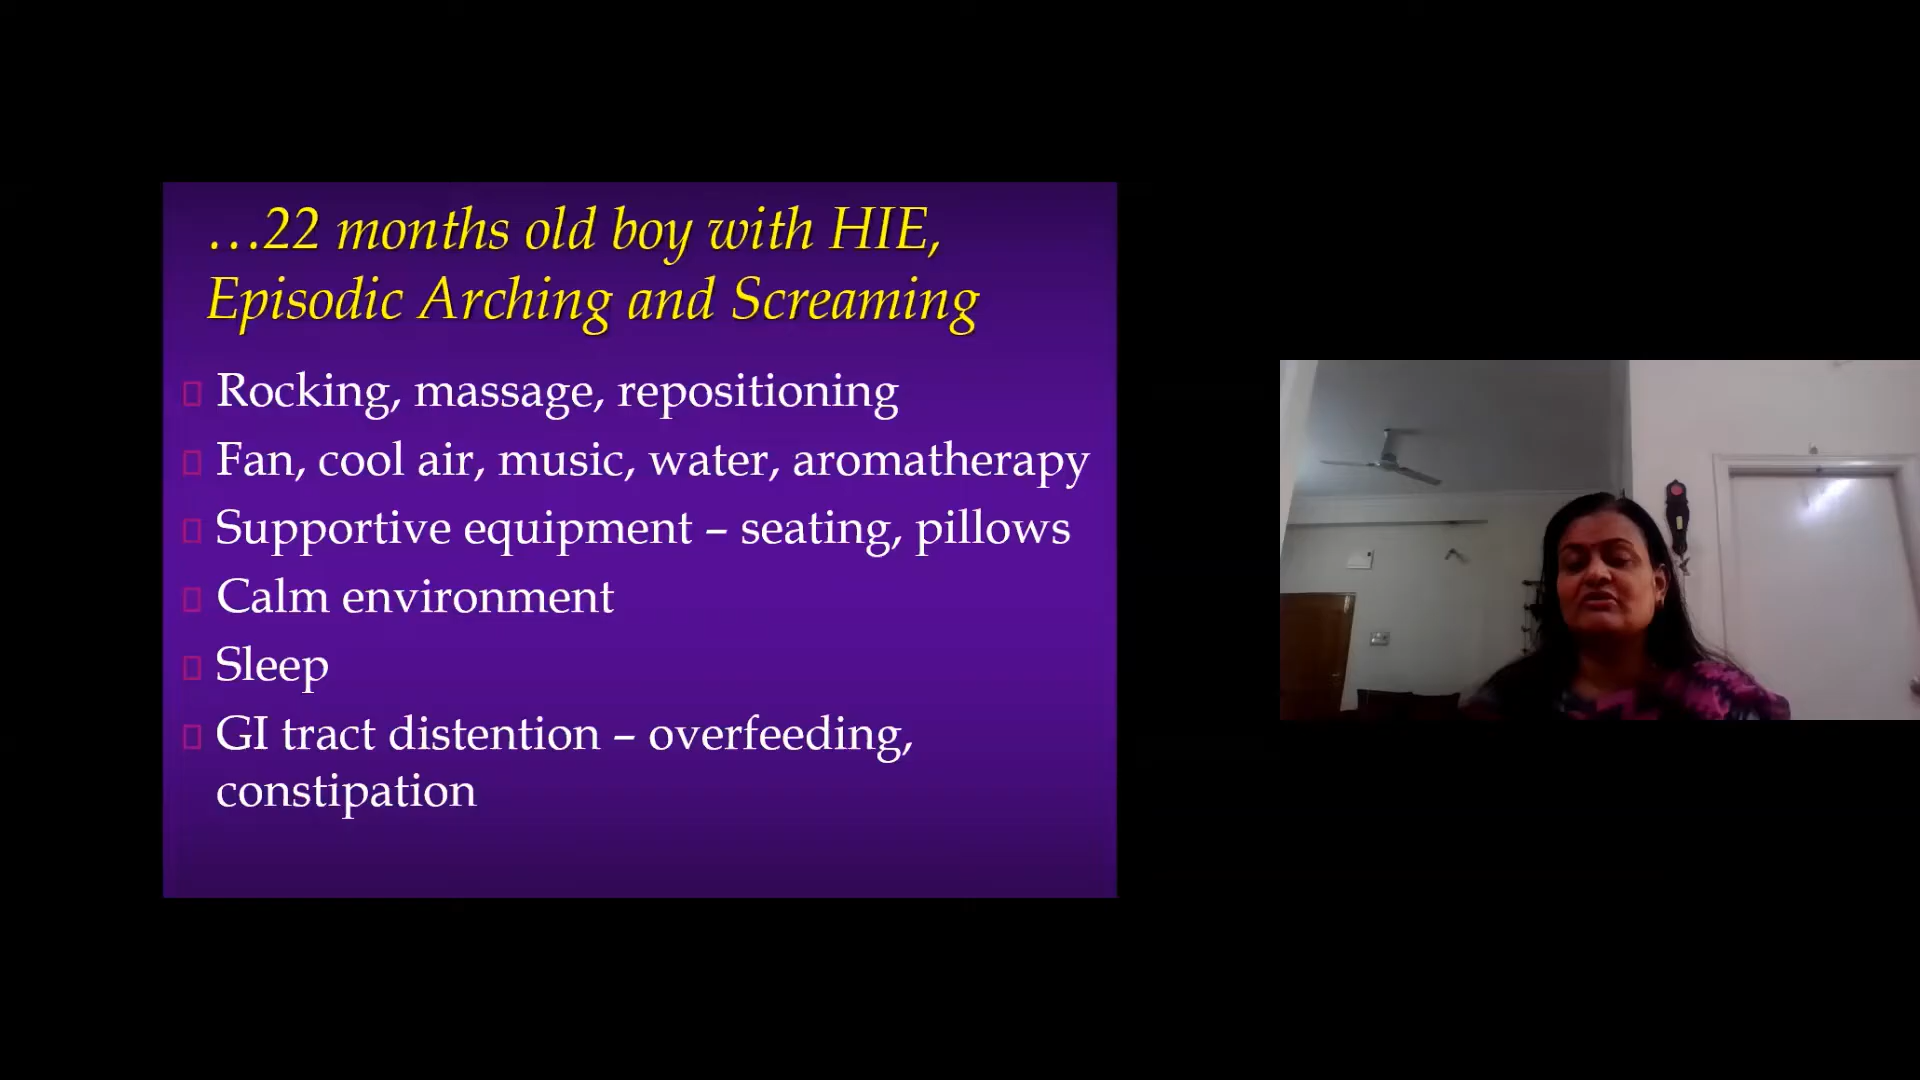 …22 months old boy with HIE,
Episodic Arching and Screaming
Rocking, massage, repositioning
Fan, cool air, music, water, aromatherapy
Supportive equipment – seating, pillows
Calm environment
Sleep
GI tract distention – overfeeding,
constipation